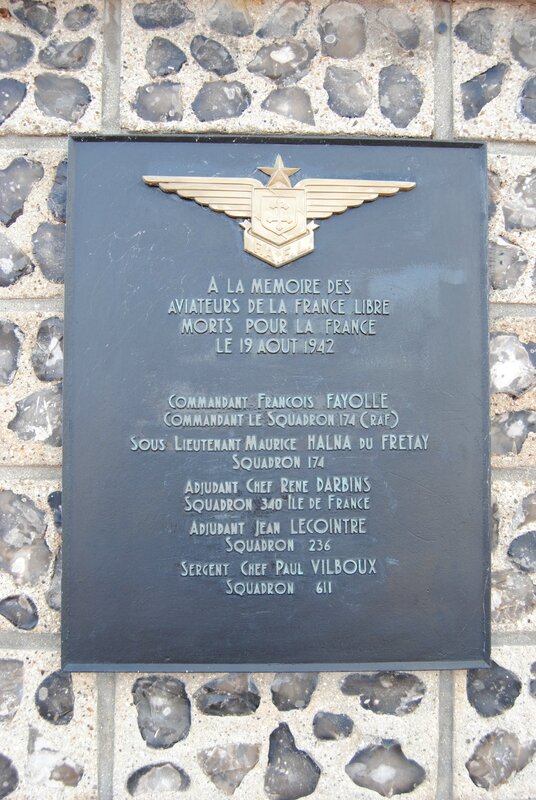 F.A.F.L
A LA MEMOIRE DES
AVIATEURS DE LA FRANCE LIBRE
MORTS POUR LA FRANCE
LE 19 AOUT 1942
COMMANDANT FRANCOIS FAYOLLE
COMMANDANT LE SQUADRON 174 (RAF)
SOUS LIEUTENANT MAURICE HALNA DU FRETAY
SQUADRON 174
ADJUDANT CHEF RENE DARBINS
SQUADRON 340 ILE DE FRANCE
ADJUDANT JEAN LECOINTRE
SQUADRON 236
SERGENT CHEF PAUL VILBOUX
SQUADRON 611